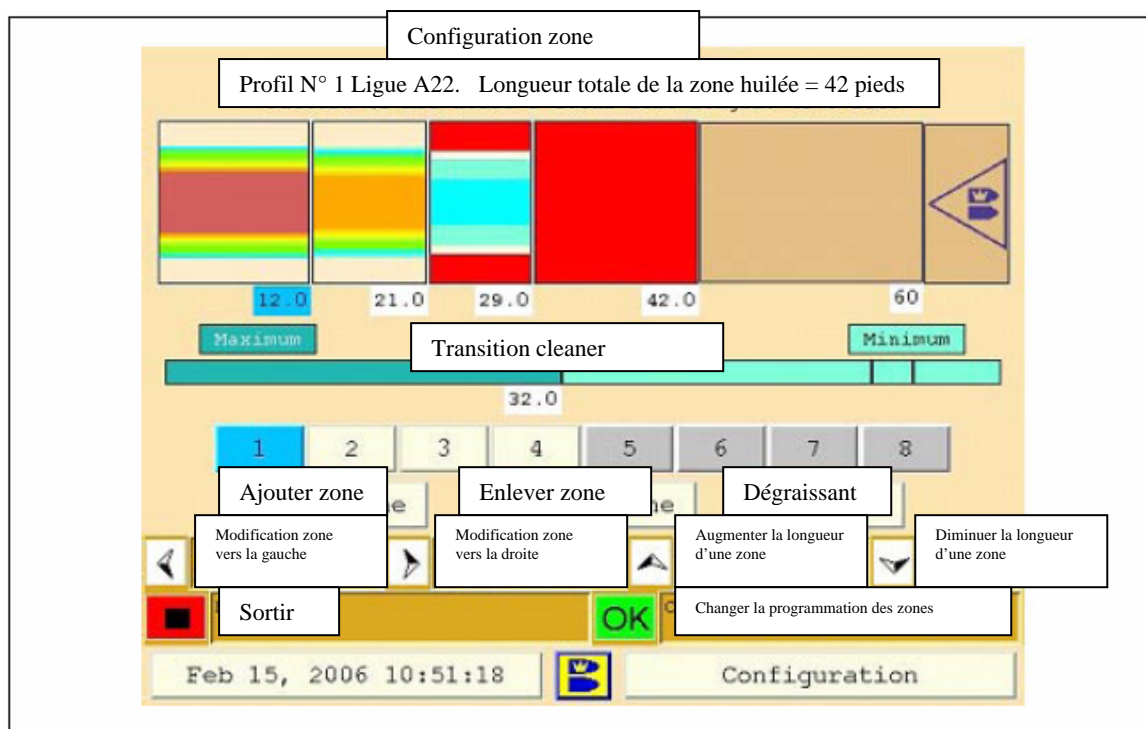 Configuration zone
Profil N° 1 Ligue A22. Longueur totale de la zone huilée = 42 pieds
12.0
21.0
29.0
42.0
60
Maximum
Transition cleaner
Minimum
32.0
1
2
3
4
5
6
7
8
Ajouter zone
Enlever zone
Dégraissant
Modification zone
vers la gauche
Modification zone
vers la droite
Augmenter la longueur
d'une zone
Diminuer la longueur
d'une zone
Sortir
OK
Changer la programmation des zones
Feb 15, 2006 10:51:18
Configuration